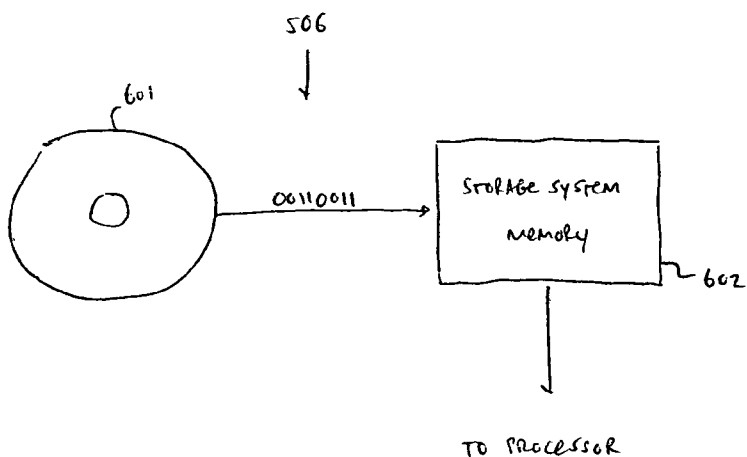 506
601
00110011
STORAGE SYSTEM
MEMORY
602
TO PROCESSOR